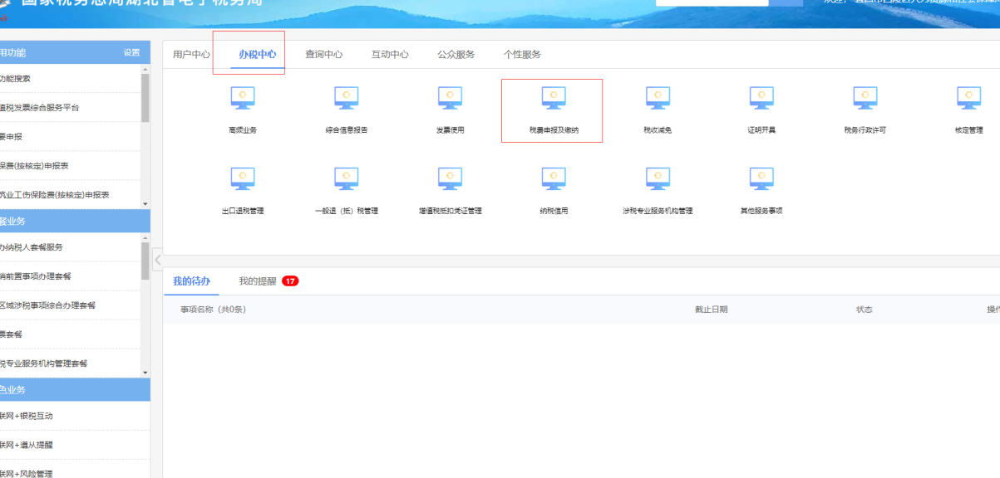 国家税务总局湖北省电子税务局
用功能 设置
功能搜索
值税发票综合服务平台
要申报
保费(按核定)申报表
筑业工伤保险费(按核定)申报表
餐业务
办纳税人套餐服务
销前置事项办理套餐
区域涉税事项综合办理套餐
票套餐
税专业服务机构管理套餐
色业务
联网+银税互动
联网+遵从提醒
联网+风险管理
用户中心 办税中心 查询中心 互动中心 公众服务 个性服务
高频业务 综合信息报告 发票使用 税费申报及缴纳 税收减免 证明开具 税务行政许可 核定管理
出口退税管理 一般退（抵）税管理 增值税抵扣凭证管理 纳税信用 涉税专业服务机构管理 其他服务事项
我的待办 我的提醒 17
事项名称（共0条） 截止日期 状态 操作